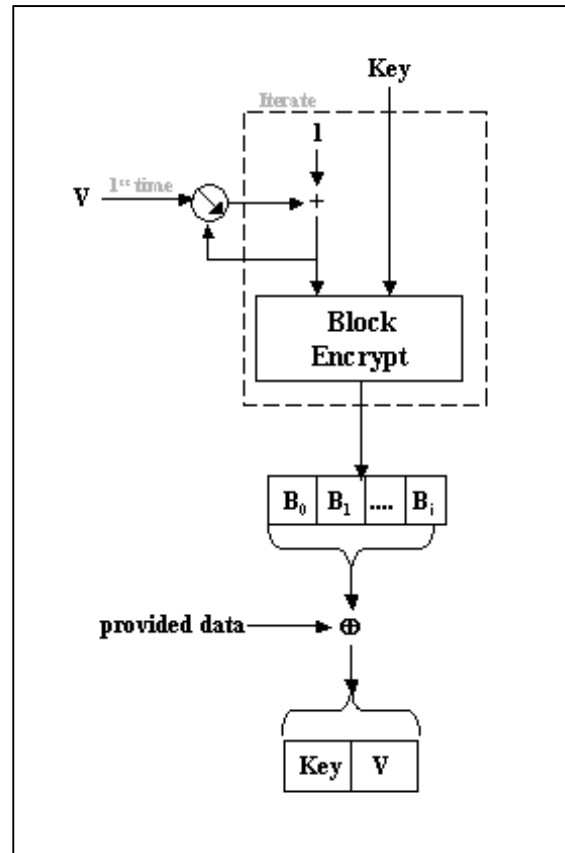 Key
Iterate
1
V
1st time
+
Block
Encrypt
B0 B1 .... Bi
provided data
⊕
Key V